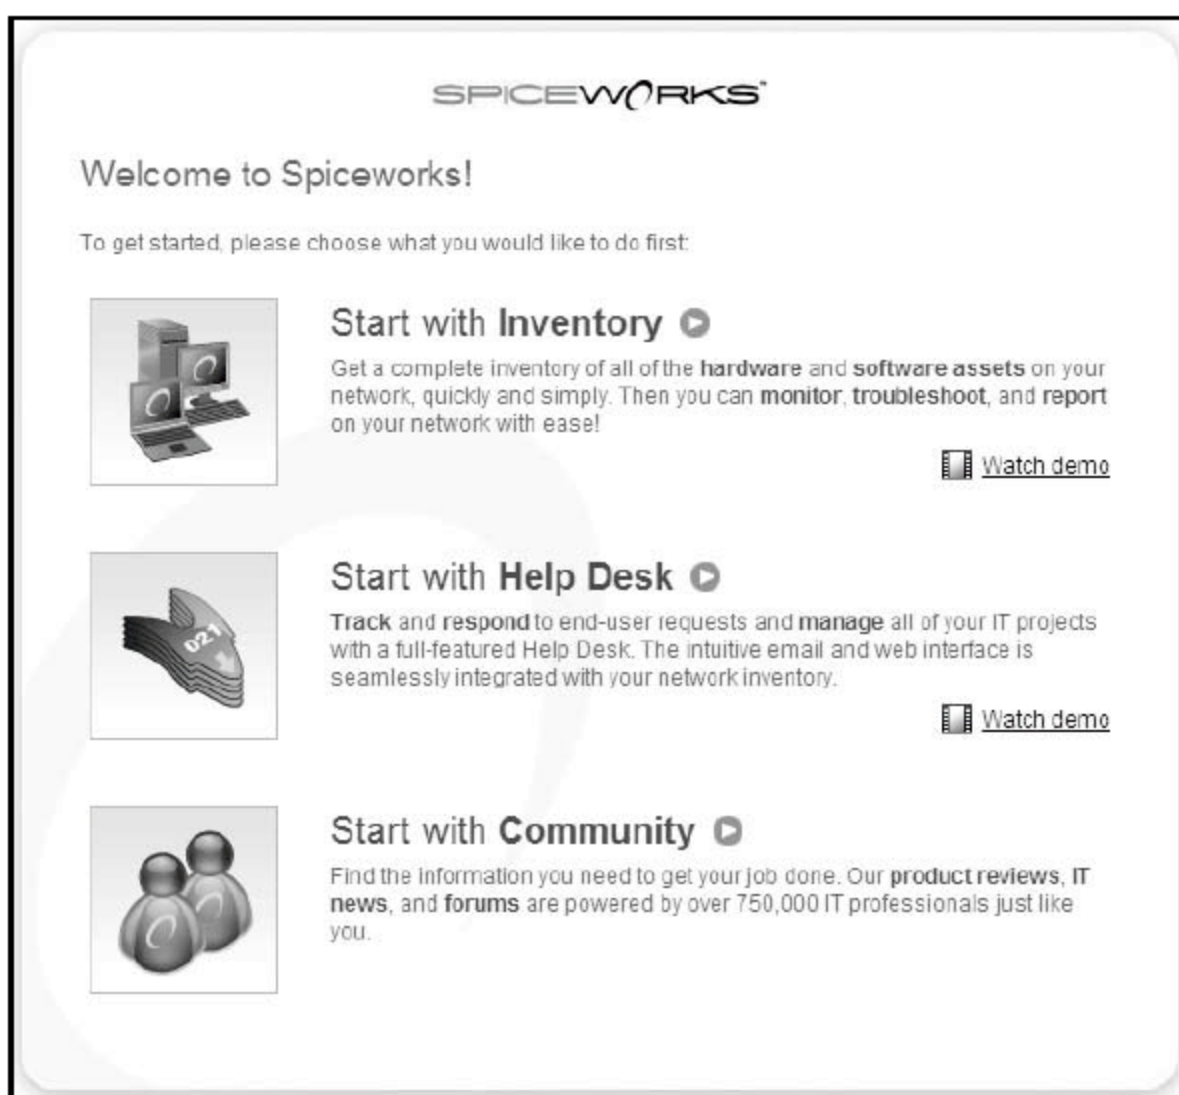 SPICEWORKS™
Welcome to Spiceworks!
To get started, please choose what you would like to do first:
Start with Inventory
Get a complete inventory of all of the hardware and software assets on your
network, quickly and simply. Then you can monitor, troubleshoot, and report
on your network with ease!
Watch demo
Start with Help Desk
021
Track and respond to end-user requests and manage all of your IT projects
with a full-featured Help Desk. The intuitive email and web interface is
seamlessly integrated with your network inventory.
Watch demo
Start with Community
Find the information you need to get your job done. Our product reviews, IT
news, and forums are powered by over 750,000 IT professionals just like
you.